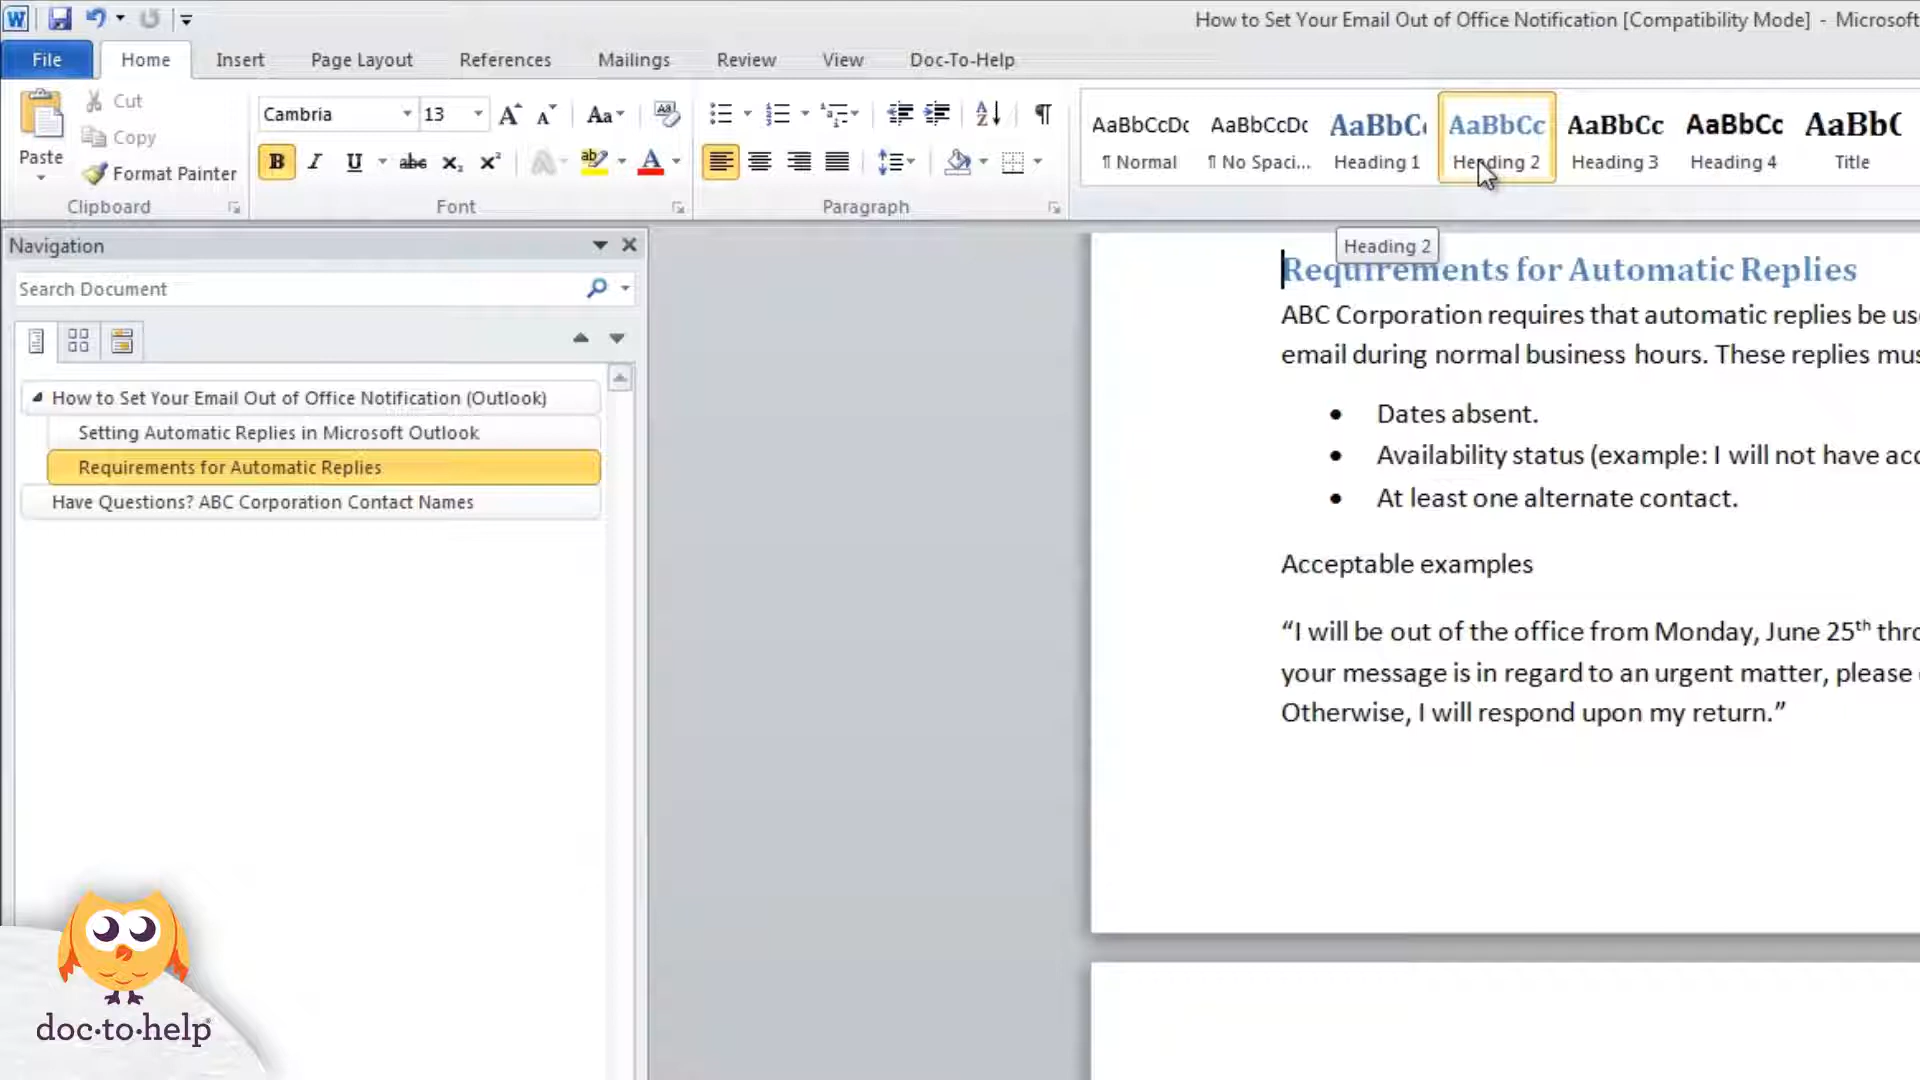 How to Set Your Email Out of Office Notification [Compatibility Mode] - Microsoft
File Home Insert Page Layout References Mailings Review View Doc-To-Help
Paste
Cut
Copy
Format Painter
Clipboard
Cambria 13
Font
Paragraph
AaBbCcDc AaBbCcDc AaBbC AaBbCc AaBbCc AaBbCc AaBb(
¶ Normal ¶ No Spaci... Heading 1 Heading 2 Heading 3 Heading 4 Title
Heading 2
Navigation
Search Document
How to Set Your Email Out of Office Notification (Outlook)
Setting Automatic Replies in Microsoft Outlook
Requirements for Automatic Replies
Have Questions? ABC Corporation Contact Names
Requirements for Automatic Replies
ABC Corporation requires that automatic replies be
email during normal business hours. These replies
• Dates absent.
• Availability status (example: I will not have
• At least one alternate contact.
Acceptable examples
“I will be out of the office from Monday, June 25th
your message is in regard to an urgent matter, please
Otherwise, I will respond upon my return.”
doc·to·help